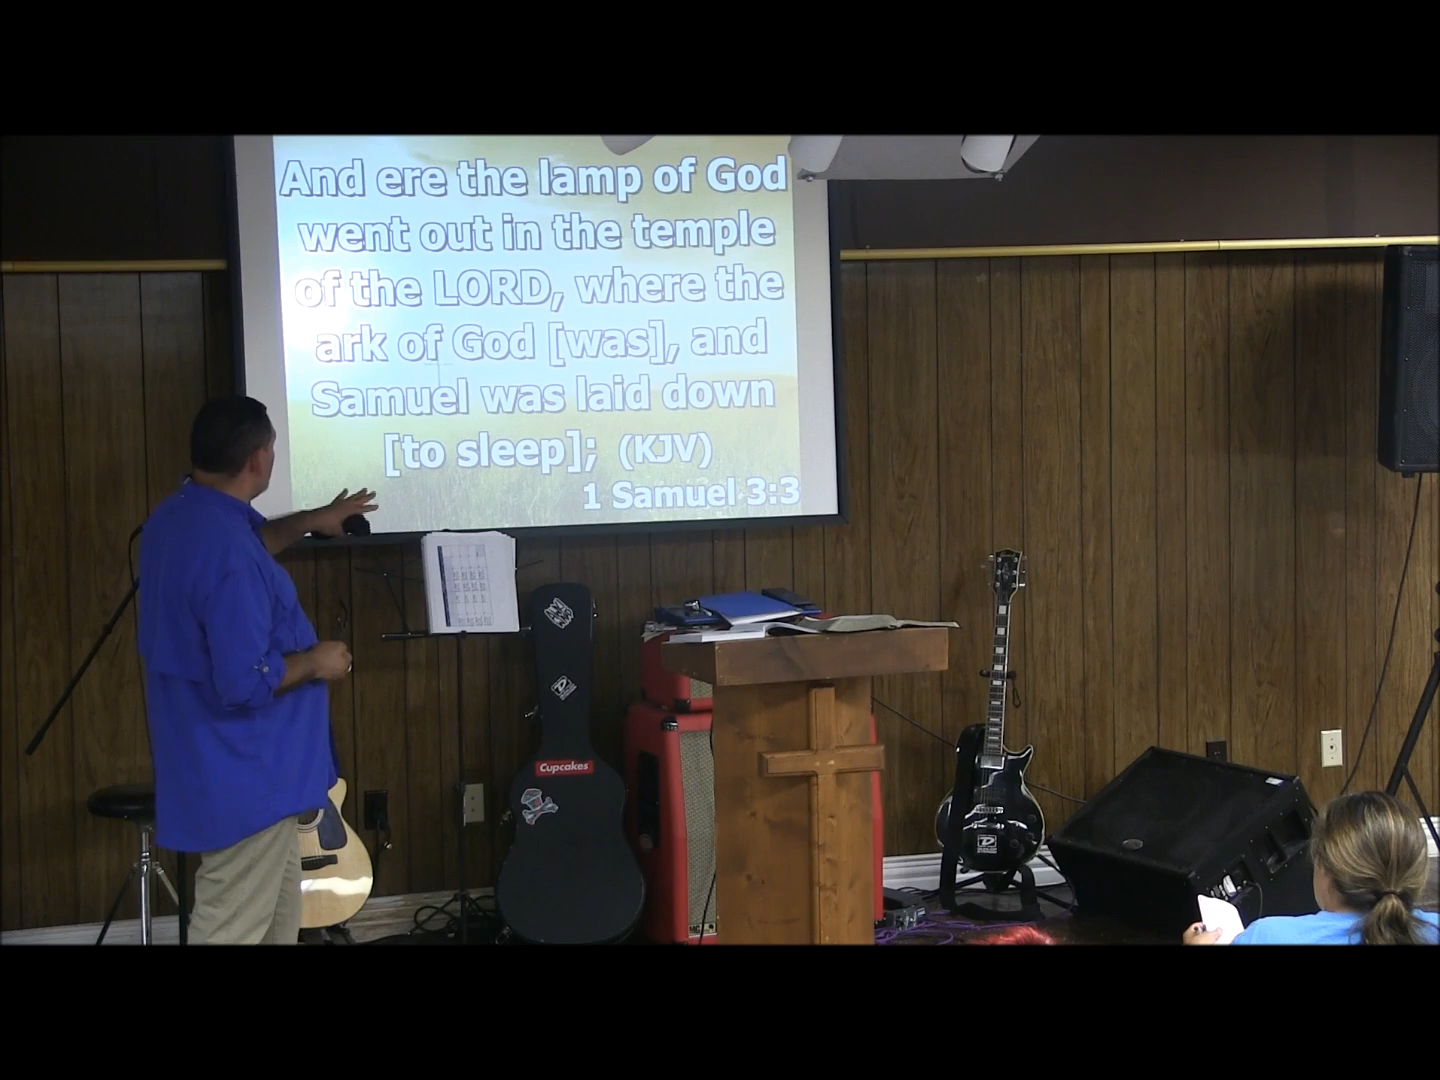 And ere the lamp of God
went out in the temple
of the LORD, where the
ark of God [was], and
Samuel was laid down
[to sleep]; (KJV)
1 Samuel 3:3
Cupcakes